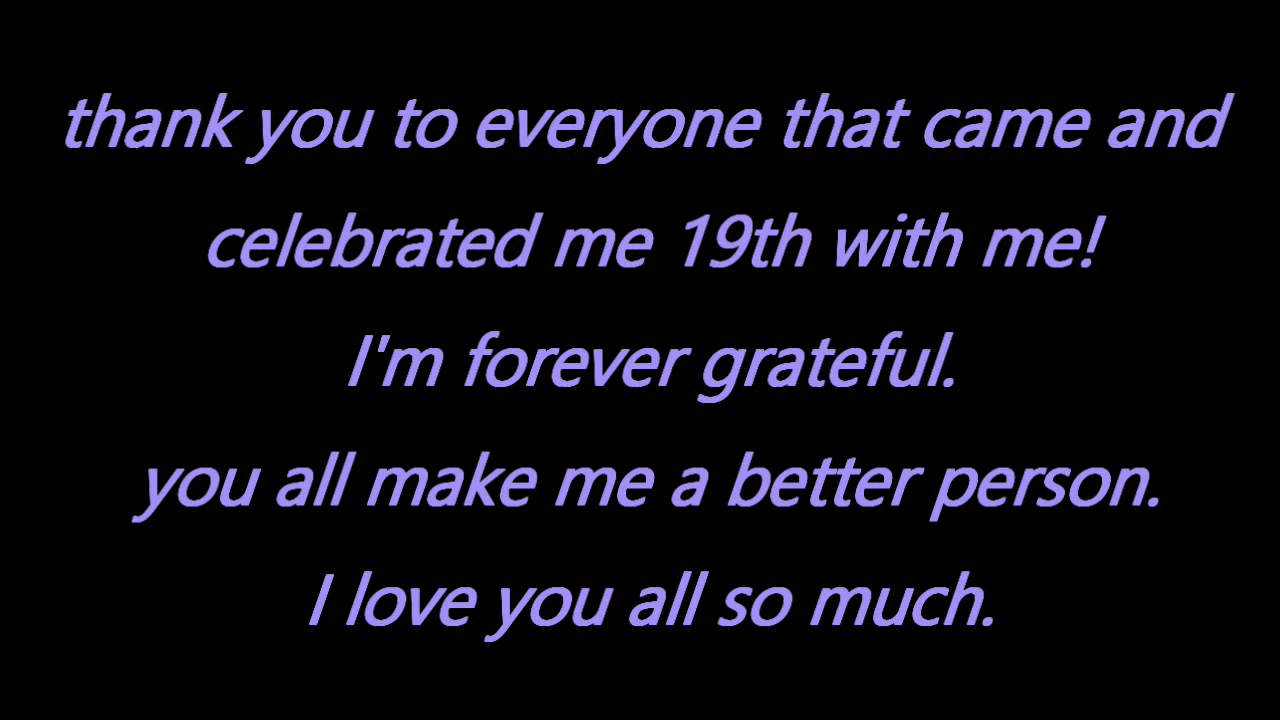 thank you to everyone that came and
celebrated me 19th with me!
I'm forever grateful.
you all make me a better person.
I love you all so much.